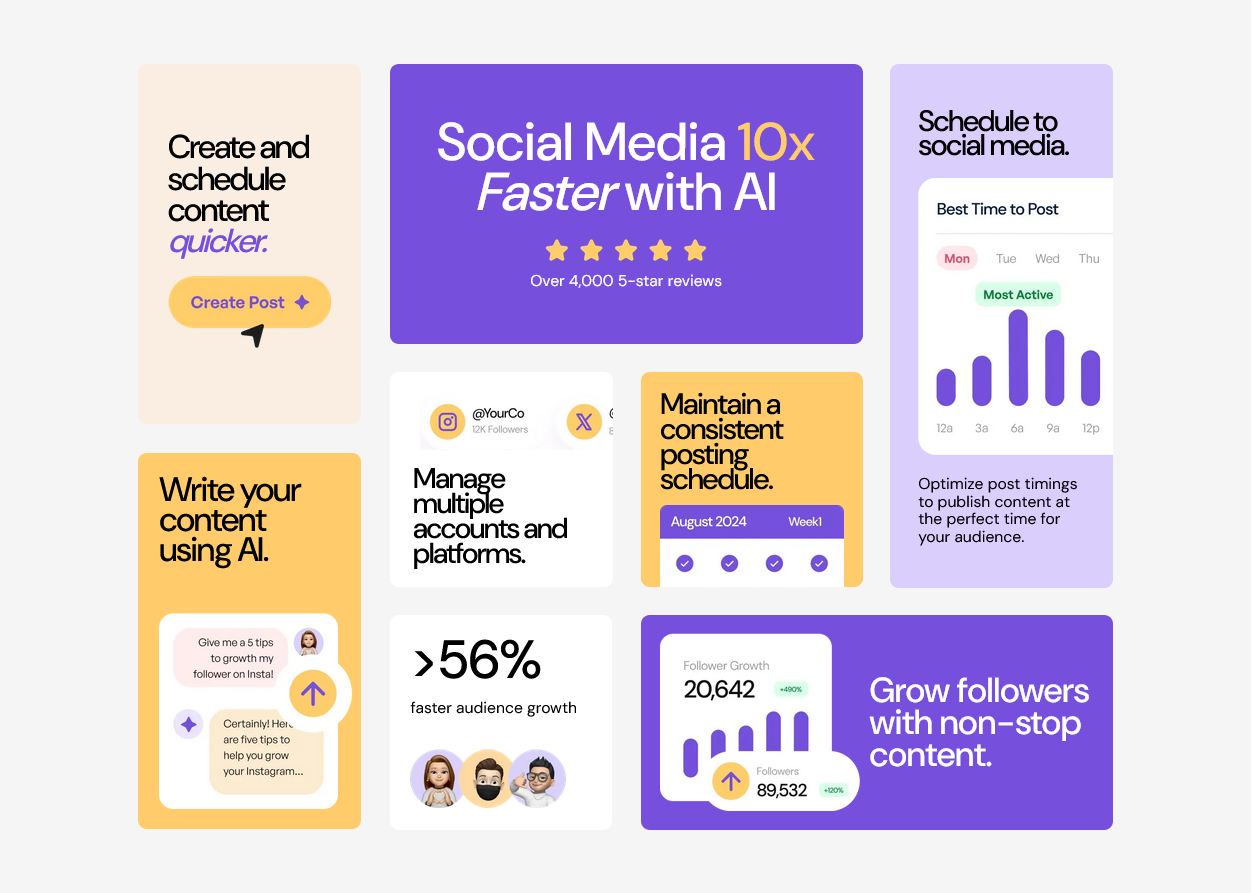 Create and
schedule
content
quicker.
Create Post
Social Media 10x
Faster with AI
Over 4,000 5-star reviews
Schedule to
social media.
Best Time to Post
Mon Tue Wed Thu
Most Active
12a 3a 6a 9a 12p
Optimize post timings
to publish content at
the perfect time for
your audience.
@YourCo
12K Followers
Manage
multiple
accounts and
platforms.
Maintain a
consistent
posting
schedule.
August 2024 Week1
Write your
content
using AI.
Give me a 5 tips
to growth my
follower on Insta!
Certainly! Here
are five tips to
help you grow
your Instagram...
>56%
faster audience growth
Follower Growth
20,642 +490%
Followers
89,532 +120%
Grow followers
with non-stop
content.